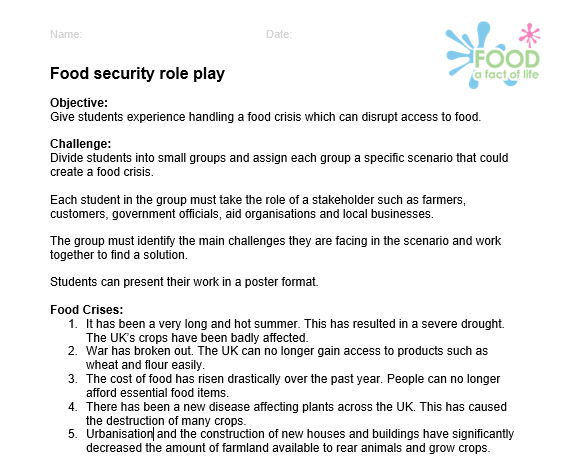 Name:
Date:
FOOD
a fact of life
Food security role play
Objective:
Give students experience handling a food crisis which can disrupt access to food.
Challenge:
Divide students into small groups and assign each group a specific scenario that could
create a food crisis.
Each student in the group must take the role of a stakeholder such as farmers,
customers, government officials, aid organisations and local businesses.
The group must identify the main challenges they are facing in the scenario and work
together to find a solution.
Students can present their work in a poster format.
Food Crises:
1. It has been a very long and hot summer. This has resulted in a severe drought.
The UK's crops have been badly affected.
2. War has broken out. The UK can no longer gain access to products such as
wheat and flour easily.
3. The cost of food has risen drastically over the past year. People can no longer
afford essential food items.
4. There has been a new disease affecting plants across the UK. This has caused
the destruction of many crops.
5. Urbanisation and the construction of new houses and buildings have significantly
decreased the amount of farmland available to rear animals and grow crops.